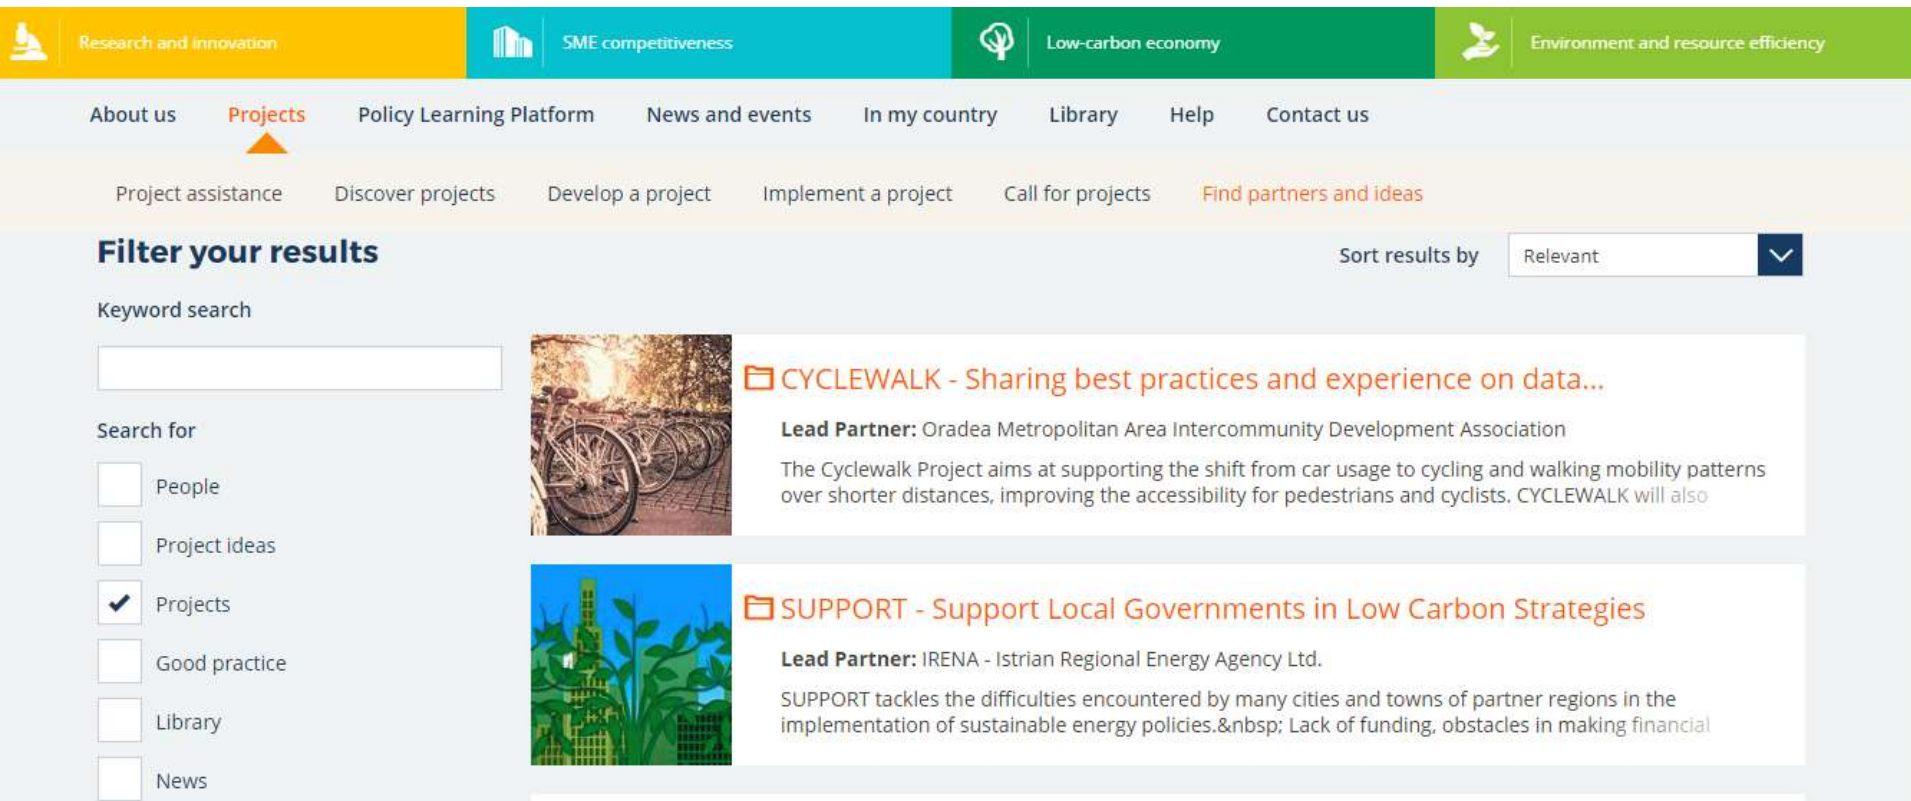 Research and innovation
SME competitiveness
Low-carbon economy
Environment and resource efficiency
About us Projects Policy Learning Platform News and events In my country Library Help Contact us
Project assistance Discover projects Develop a project Implement a project Call for projects Find partners and ideas
Filter your results
Sort results by Relevant
Keyword search
Search for
People
Project ideas
Projects
Good practice
Library
News
CYCLEWALK - Sharing best practices and experience on data...
Lead Partner: Oradea Metropolitan Area Intercommunity Development Association
The Cyclewalk Project aims at supporting the shift from car usage to cycling and walking mobility patterns
over shorter distances, improving the accessibility for pedestrians and cyclists. CYCLEWALK will also
SUPPORT - Support Local Governments in Low Carbon Strategies
Lead Partner: IRENA - Istrian Regional Energy Agency Ltd.
SUPPORT tackles the difficulties encountered by many cities and towns of partner regions in the
implementation of sustainable energy policies.&nbsp; Lack of funding, obstacles in making financial